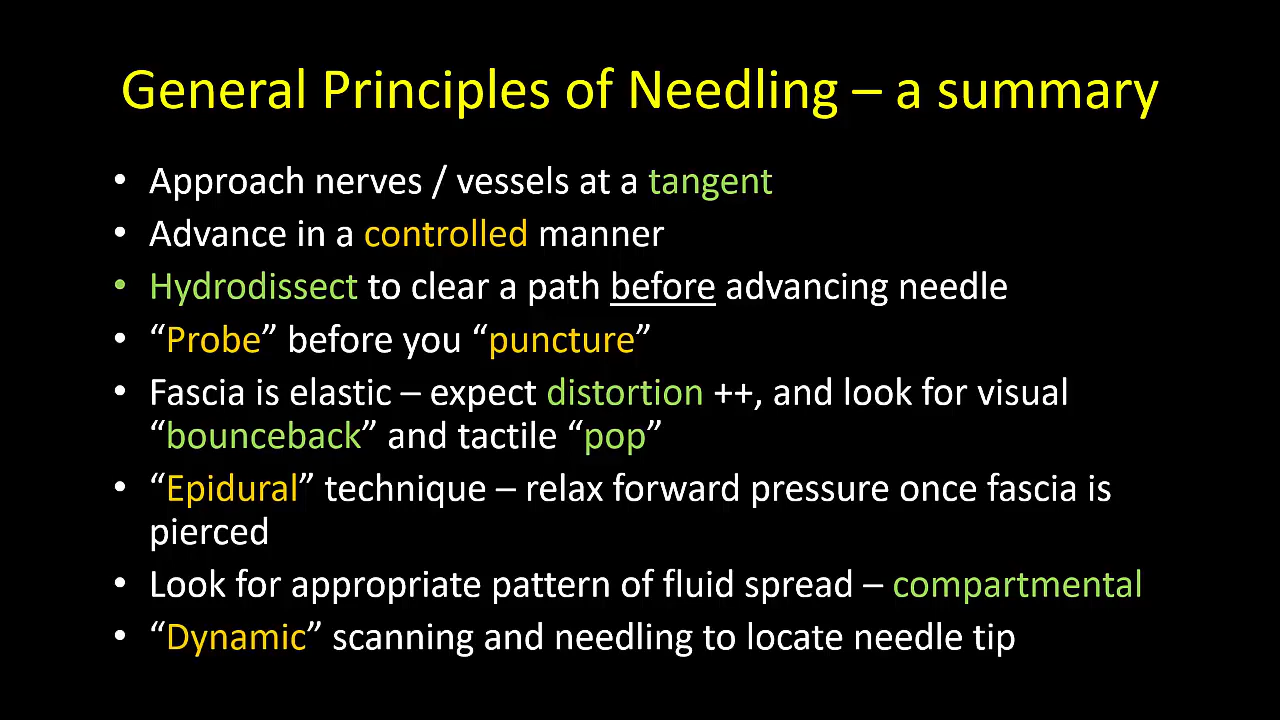 General Principles of Needling – a summary
• Approach nerves / vessels at a tangent
• Advance in a controlled manner
• Hydrodissect to clear a path before advancing needle
• “Probe” before you “puncture”
• Fascia is elastic – expect distortion ++, and look for visual
“bounceback” and tactile “pop”
• “Epidural” technique – relax forward pressure once fascia is
pierced
• Look for appropriate pattern of fluid spread – compartmental
• “Dynamic” scanning and needling to locate needle tip